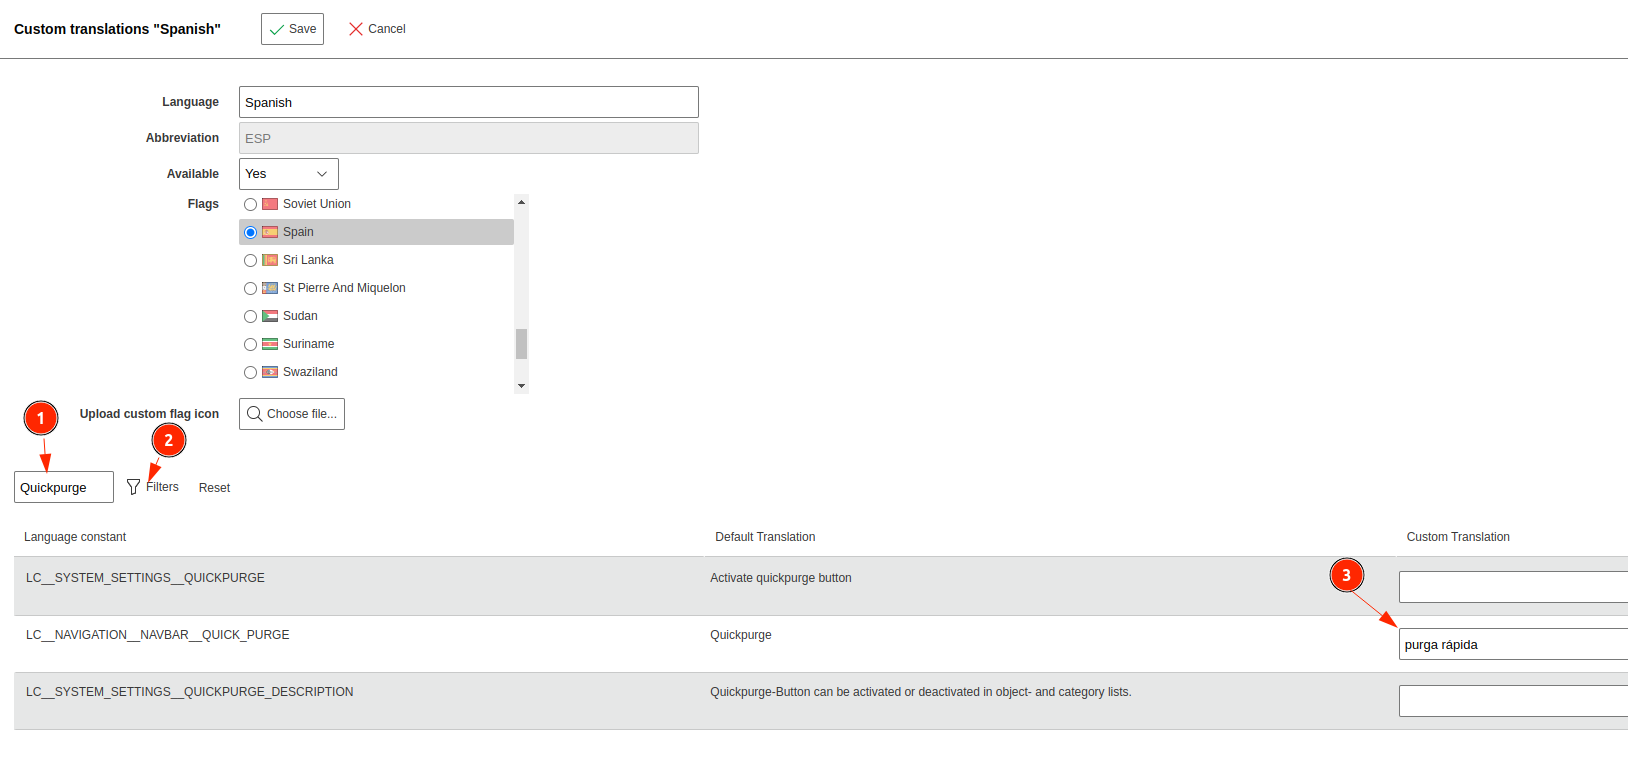 Custom translations "Spanish" Save Cancel
Language Spanish
Abbreviation ESP
Available Yes
Flags Soviet Union
Spain
Sri Lanka
St Pierre And Miquelon
Sudan
Suriname
Swaziland
1 Upload custom flag icon Choose file...
2
Quickpurge Filters Reset
Language constant Default Translation Custom Translation
LC__SYSTEM_SETTINGS__QUICKPURGE Activate quickpurge button
3
LC__NAVIGATION__NAVBAR__QUICK_PURGE Quickpurge purga rápida
LC__SYSTEM_SETTINGS__QUICKPURGE_DESCRIPTION Quickpurge-Button can be activated or deactivated in object- and category lists.